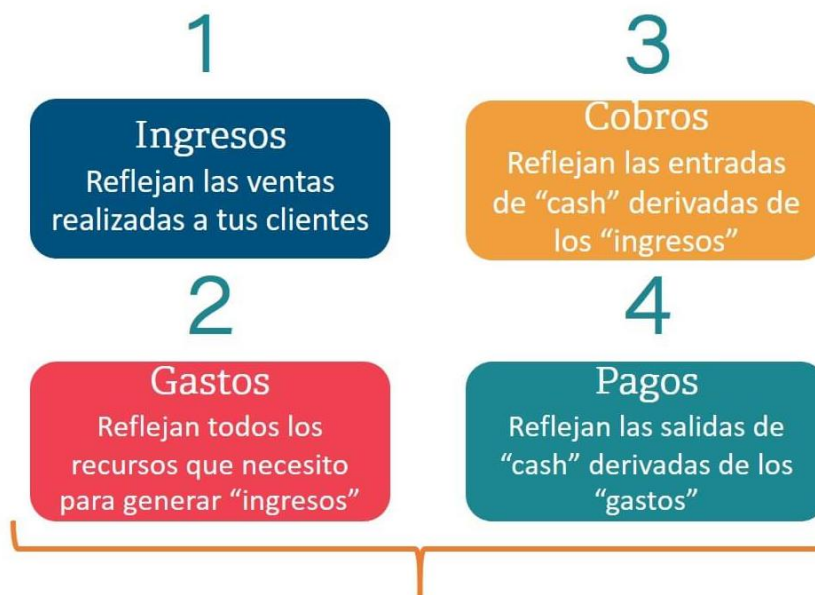 1
Ingresos
Reflejan las ventas
realizadas a tus clientes
2
Gastos
Reflejan todos los
recursos que necesito
para generar “ingresos”
3
Cobros
Reflejan las entradas
de “cash” derivadas de
los “ingresos”
4
Pagos
Reflejan las salidas de
“cash” derivadas de los
“gastos”